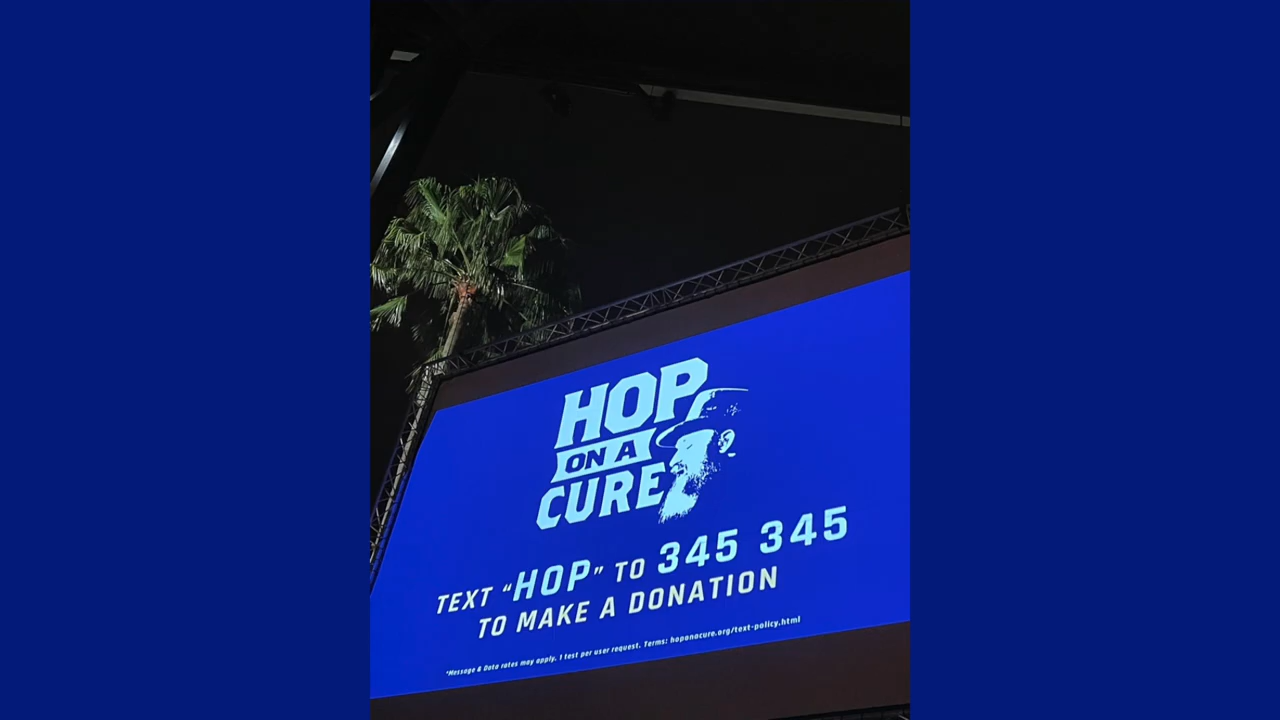 HOP
ON A
CURE
TEXT “HOP” TO 345 345
TO MAKE A DONATION
*Message & Data rates may apply. 1 text per user request. Terms: hoponacure.org/text-policy.html